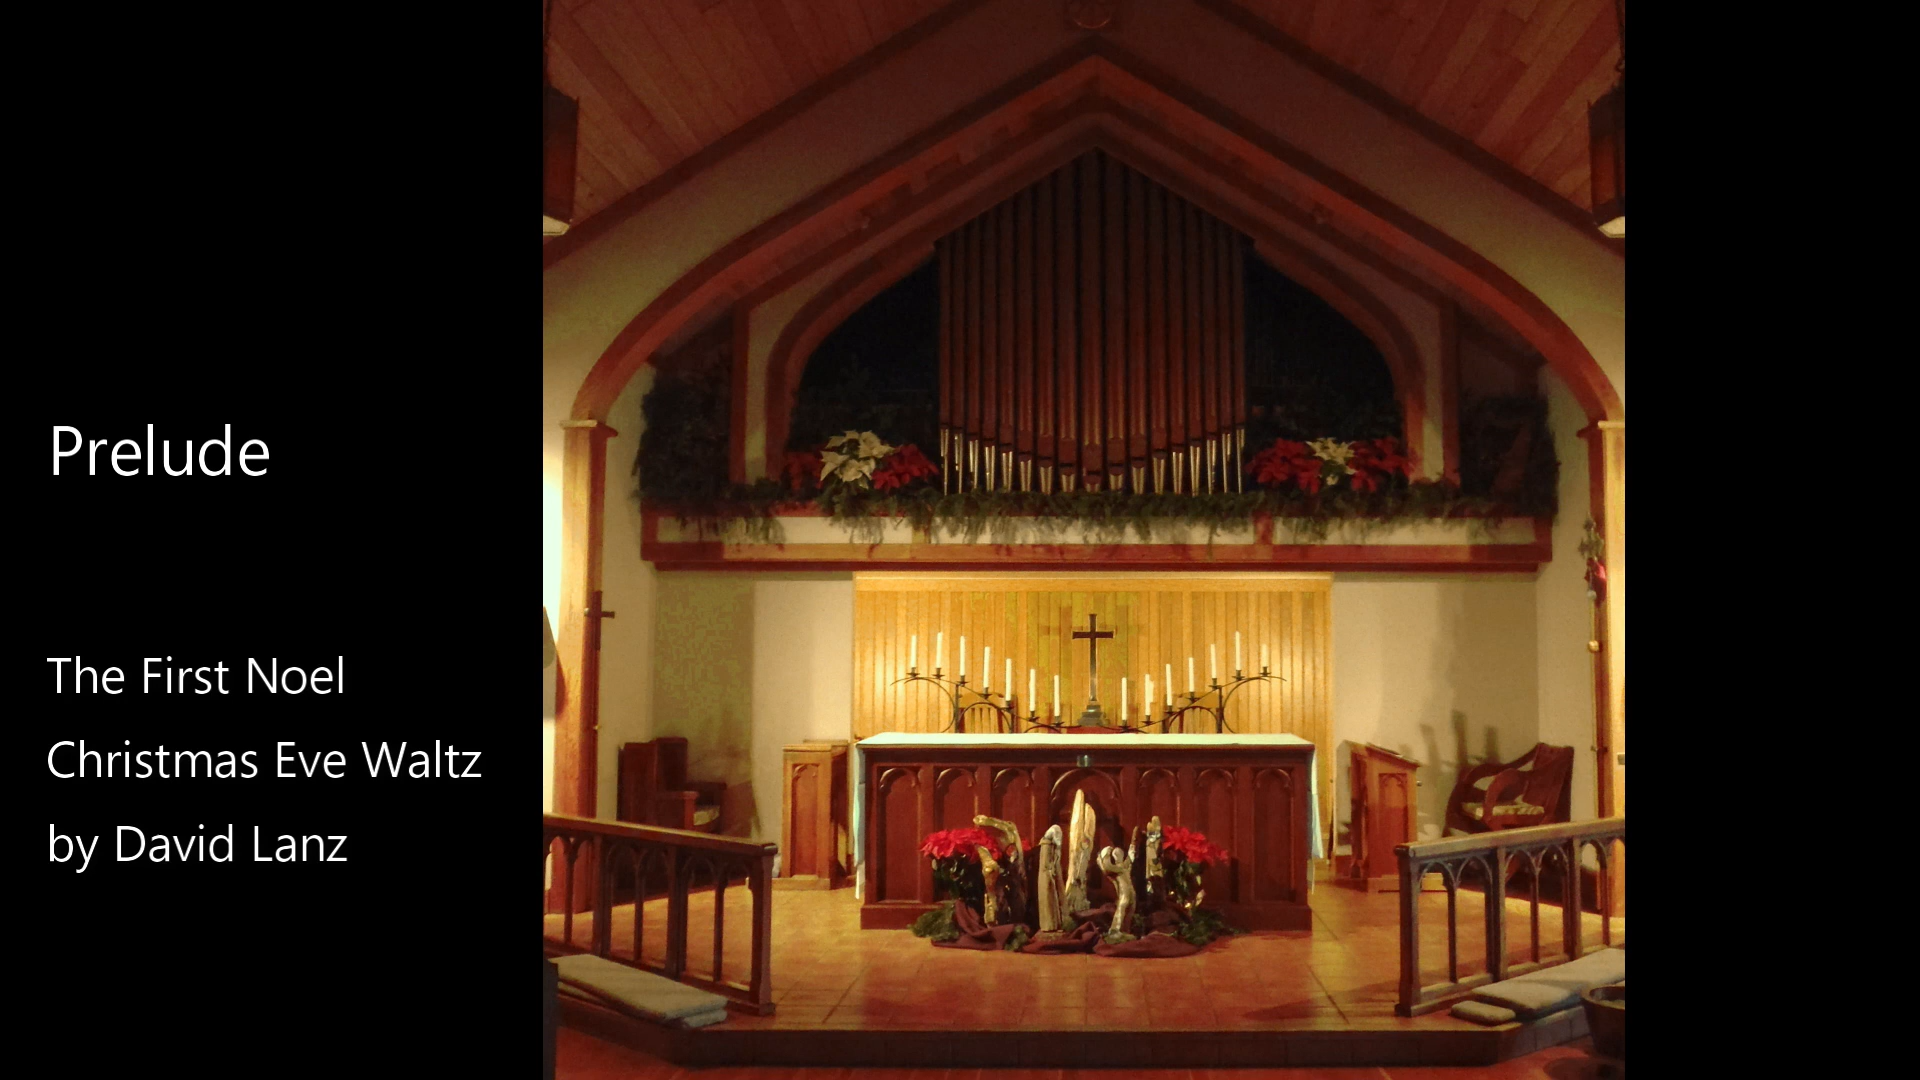 Prelude
The First Noel
Christmas Eve Waltz
by David Lanz